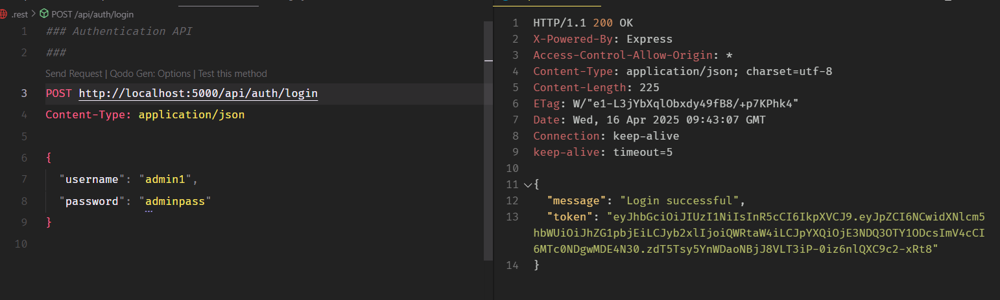 .rest > POST /api/auth/login
1 ### Authentication API
2 ###
Send Request | Qodo Gen: Options | Test this method
3 POST http://localhost:5000/api/auth/login
4 Content-Type: application/json
5
6 {
7 "username": "admin1",
8 "password": "adminpass"
9 }
10
1 HTTP/1.1 200 OK
2 X-Powered-By: Express
3 Access-Control-Allow-Origin: *
4 Content-Type: application/json; charset=utf-8
5 Content-Length: 225
6 ETag: W/"e1-L3jYbXqlObxdy49fB8/+p7KPhk4"
7 Date: Wed, 16 Apr 2025 09:43:07 GMT
8 Connection: keep-alive
9 keep-alive: timeout=5
10
11 {
12 "message": "Login successful",
13 "token": "eyJhbGciOiJIUzI1NiIsInR5cCI6IkpXVCJ9.eyJpZCI6NCwidXNlcm5
hbWUiOiJhZG1pbjEiLCJyb2xlIjoiQWRtaW4iLCJpYXQiOjE3NDQ3OTY1ODcsImV4cCI
6MTc0NDgwMDE4N30.zdT5Tsy5YnWDaoNBjJ8VLT3iP-0iz6nlQXC9c2-xRt8"
14 }